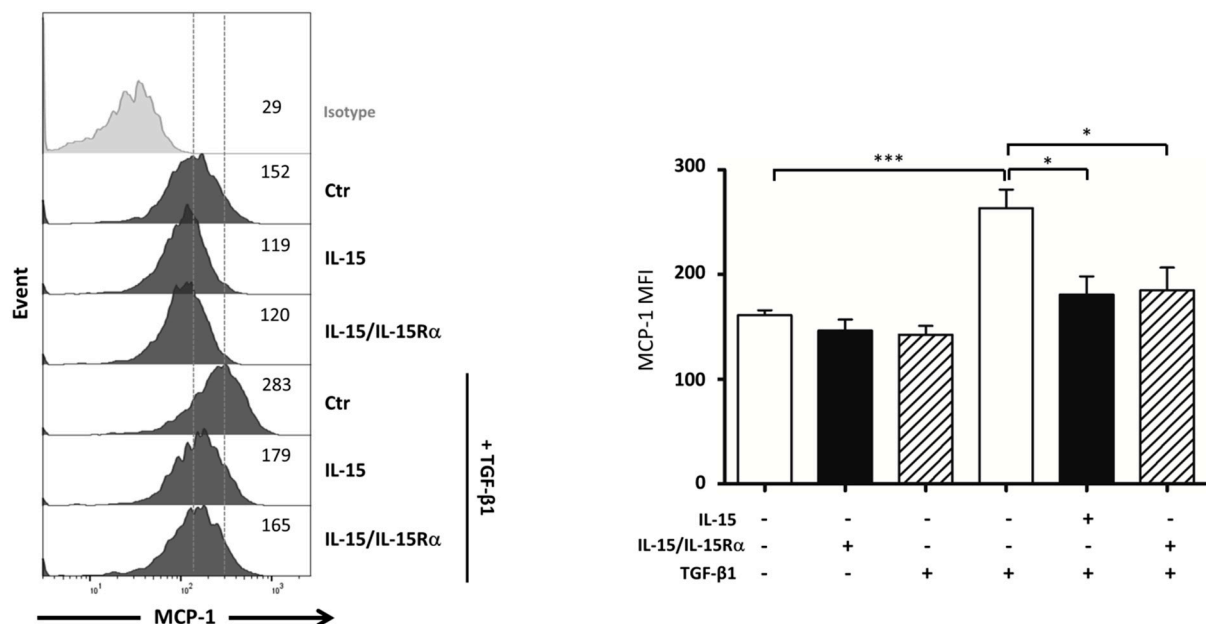 29
Isotype
152
Ctr
119
IL-15
120
IL-15/IL-15Rα
283
Ctr
179
IL-15
165
IL-15/IL-15Rα
+ TGF-β1
Event
10¹ 10² 10³
MCP-1
***
*
*
300
200
100
0
MCP-1 MFI
IL-15 - - - - + -
IL-15/IL-15Rα - + - - - +
TGF-β1 - - + + + +